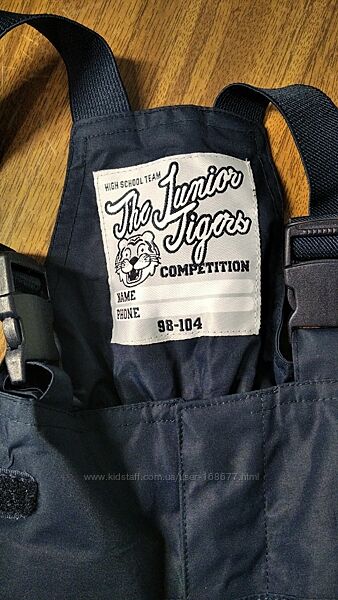 HIGH SCHOOL TEAM
The Junior
Tigers
COMPETITION
NAME
PHONE
98-104
www.kidstaff.com.ua/user-168677.html